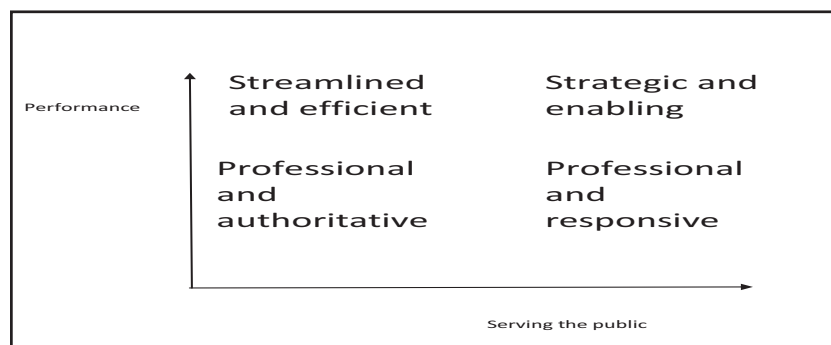 Performance
Streamlined
and efficient
Strategic and
enabling
Professional
and
authoritative
Professional
and
responsive
Serving the public